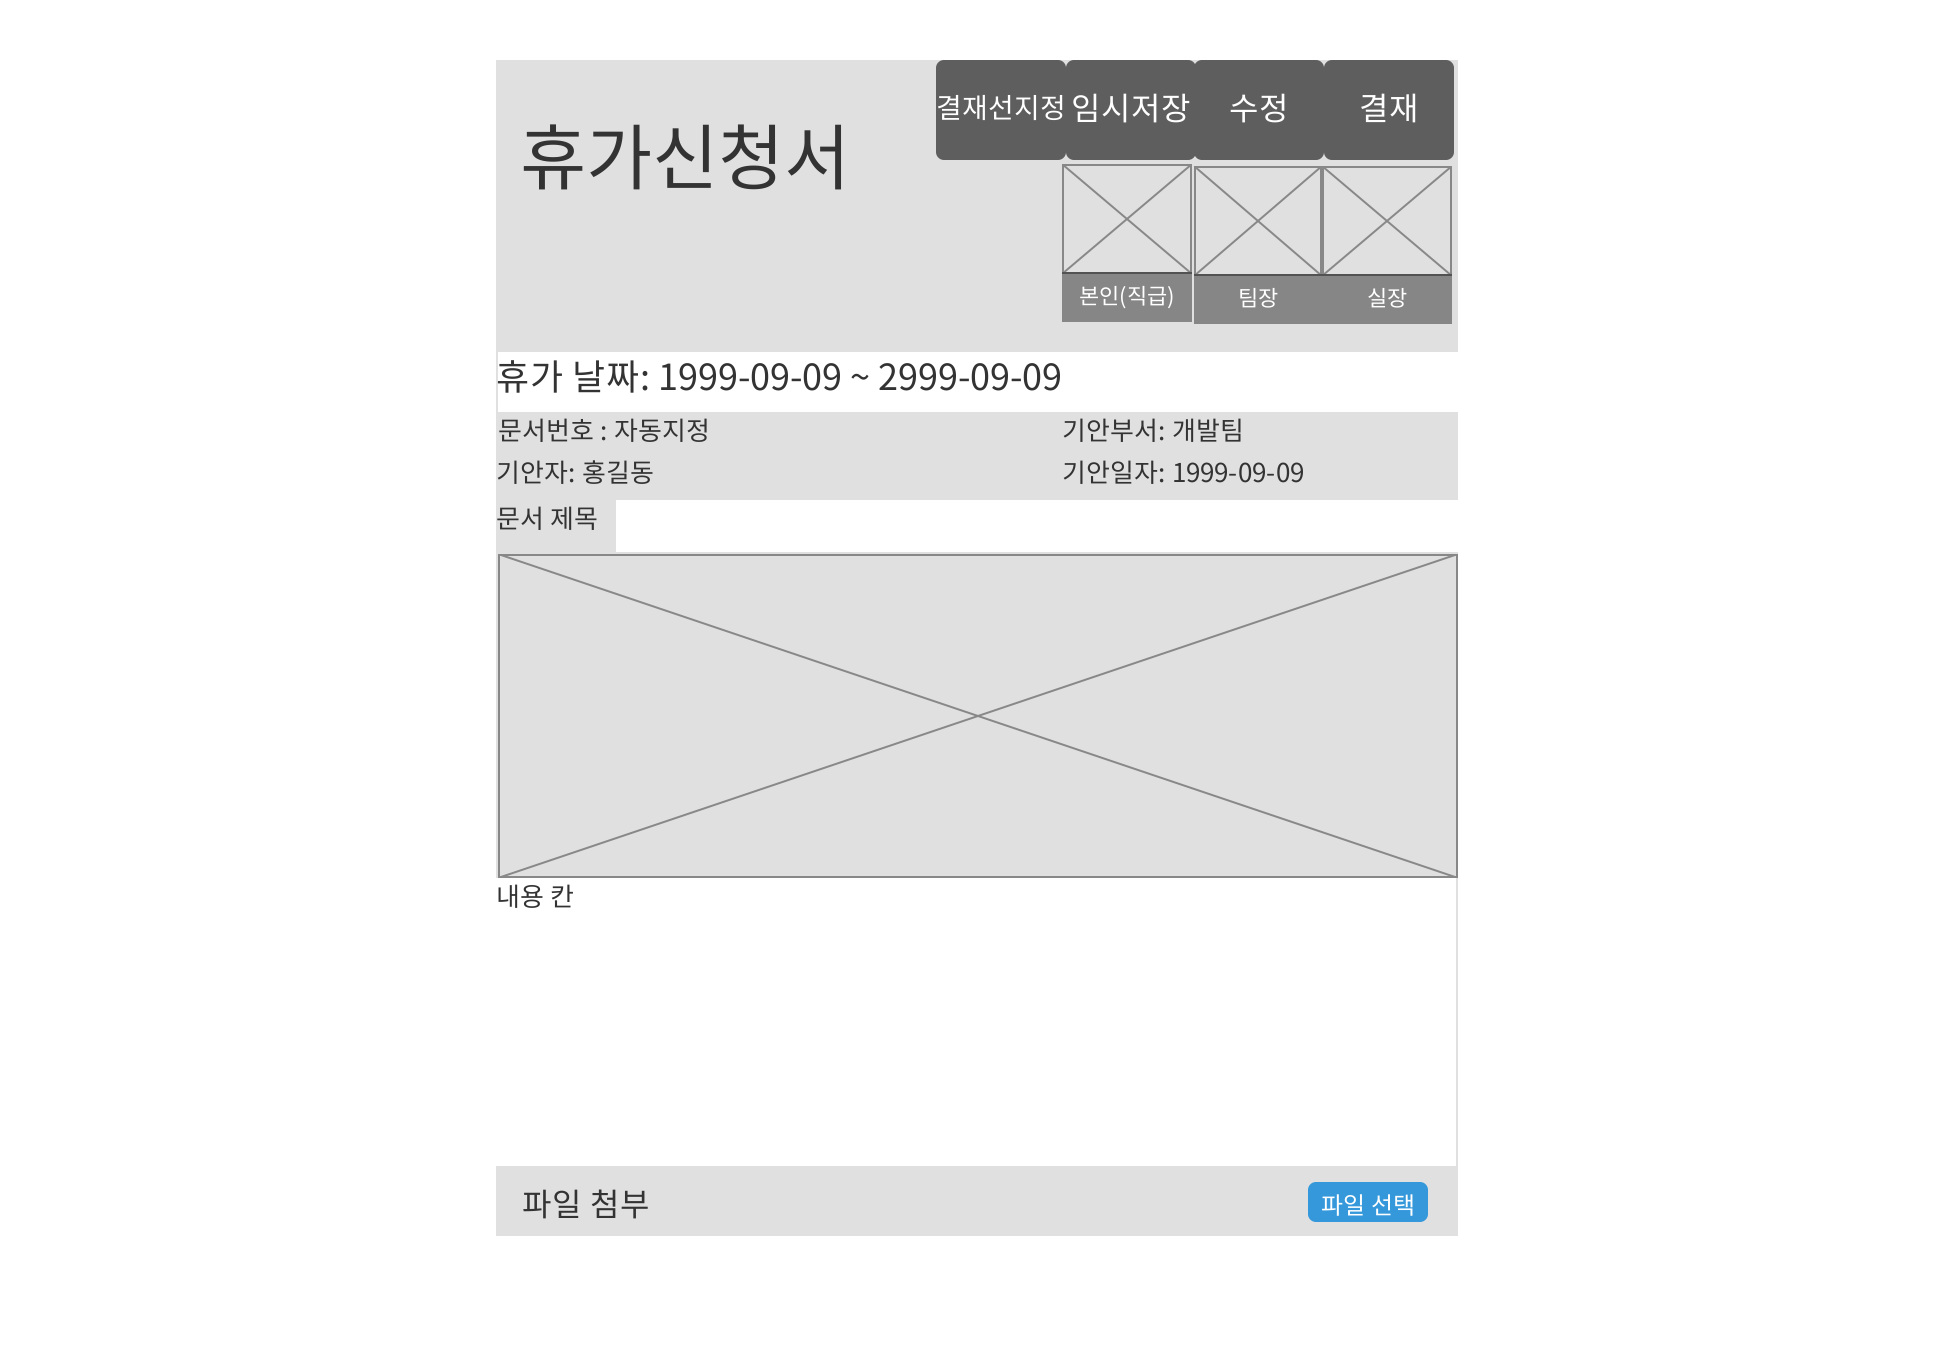 결재선지정 임시저장 수정 결재
휴가신청서
본인(직급) 팀장 실장
휴가 날짜: 1999-09-09 ~ 2999-09-09
문서번호 : 자동지정 기안부서: 개발팀
기안자: 홍길동 기안일자: 1999-09-09
문서 제목
내용 칸
파일 첨부 파일 선택